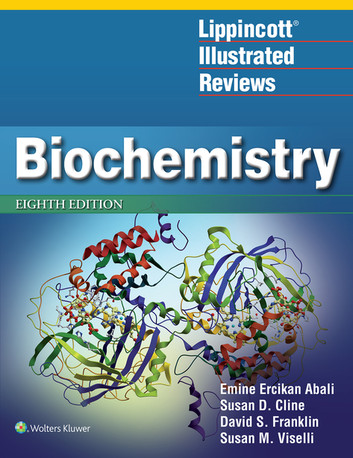 Lippincott®
Illustrated
Reviews
Biochemistry
EIGHTH EDITION
Emine Ercikan Abali
Susan D. Cline
David S. Franklin
Susan M. Viselli
Wolters Kluwer